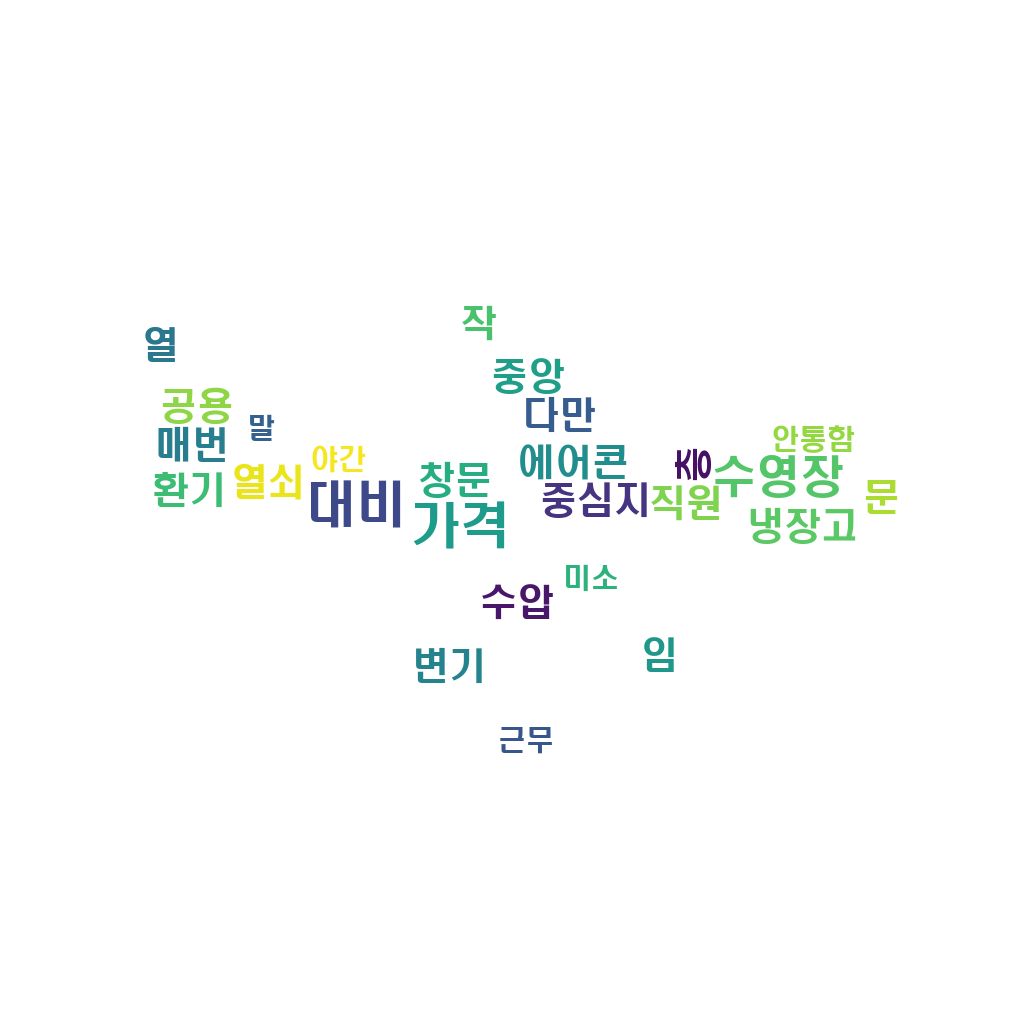 작
열
중앙
공용
다만
말
매번
안통함
야간
에어콘
층
수영장
창문
열쇠
환기
대비
가격
중심지
직원
문
냉장고
미소
수압
임
변기
근무